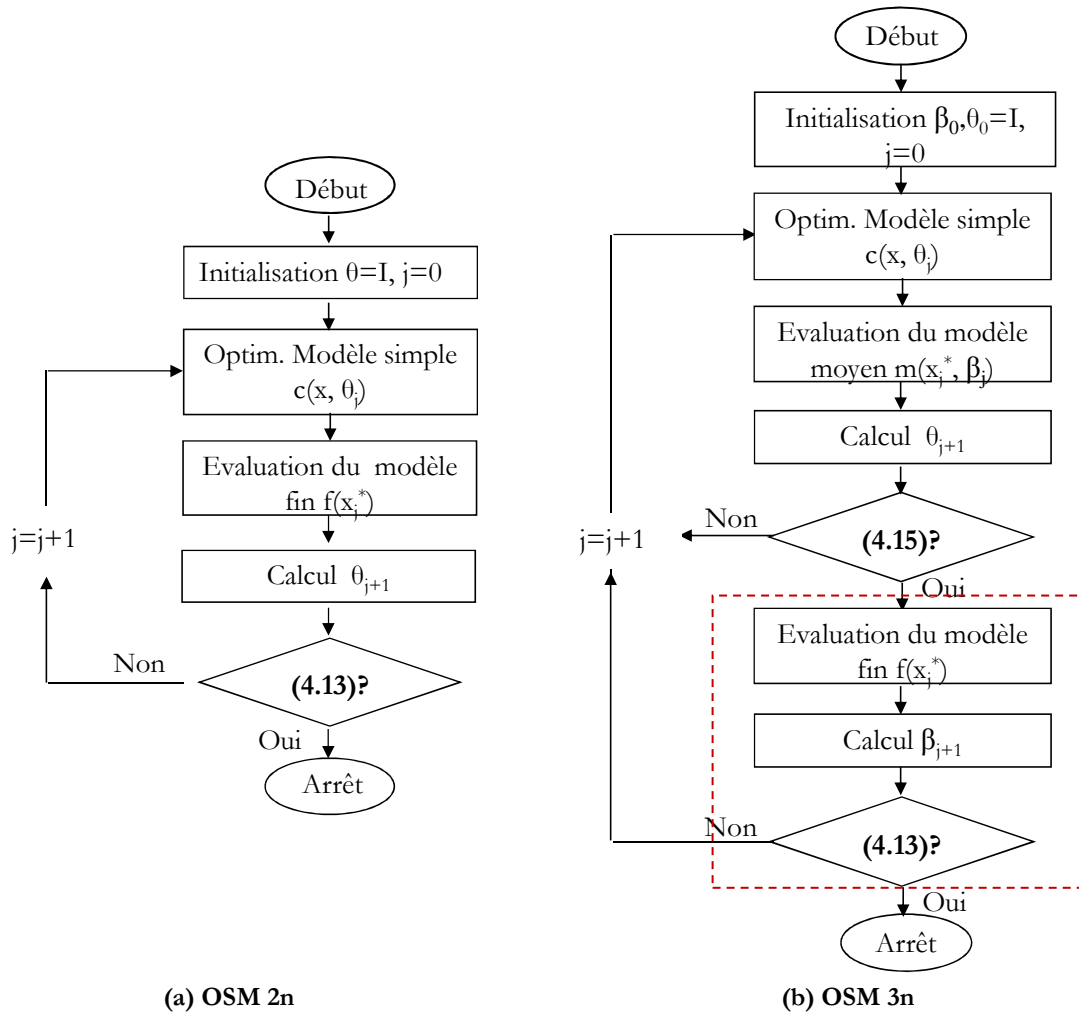 Début
Initialisation θ=I, j=0
Optim. Modèle simple
c(x, θj)
Evaluation du modèle
fin f(xj*)
j=j+1
Calcul θj+1
Non
(4.13)?
Oui
Arrêt
(a) OSM 2n
Début
Initialisation β0,θ0=I,
j=0
Optim. Modèle simple
c(x, θj)
Evaluation du modèle
moyen m(xj*, βj)
Calcul θj+1
Non
j=j+1
(4.15)?
Oui
Evaluation du modèle
fin f(xj*)
Calcul βj+1
Non
(4.13)?
Oui
Arrêt
(b) OSM 3n